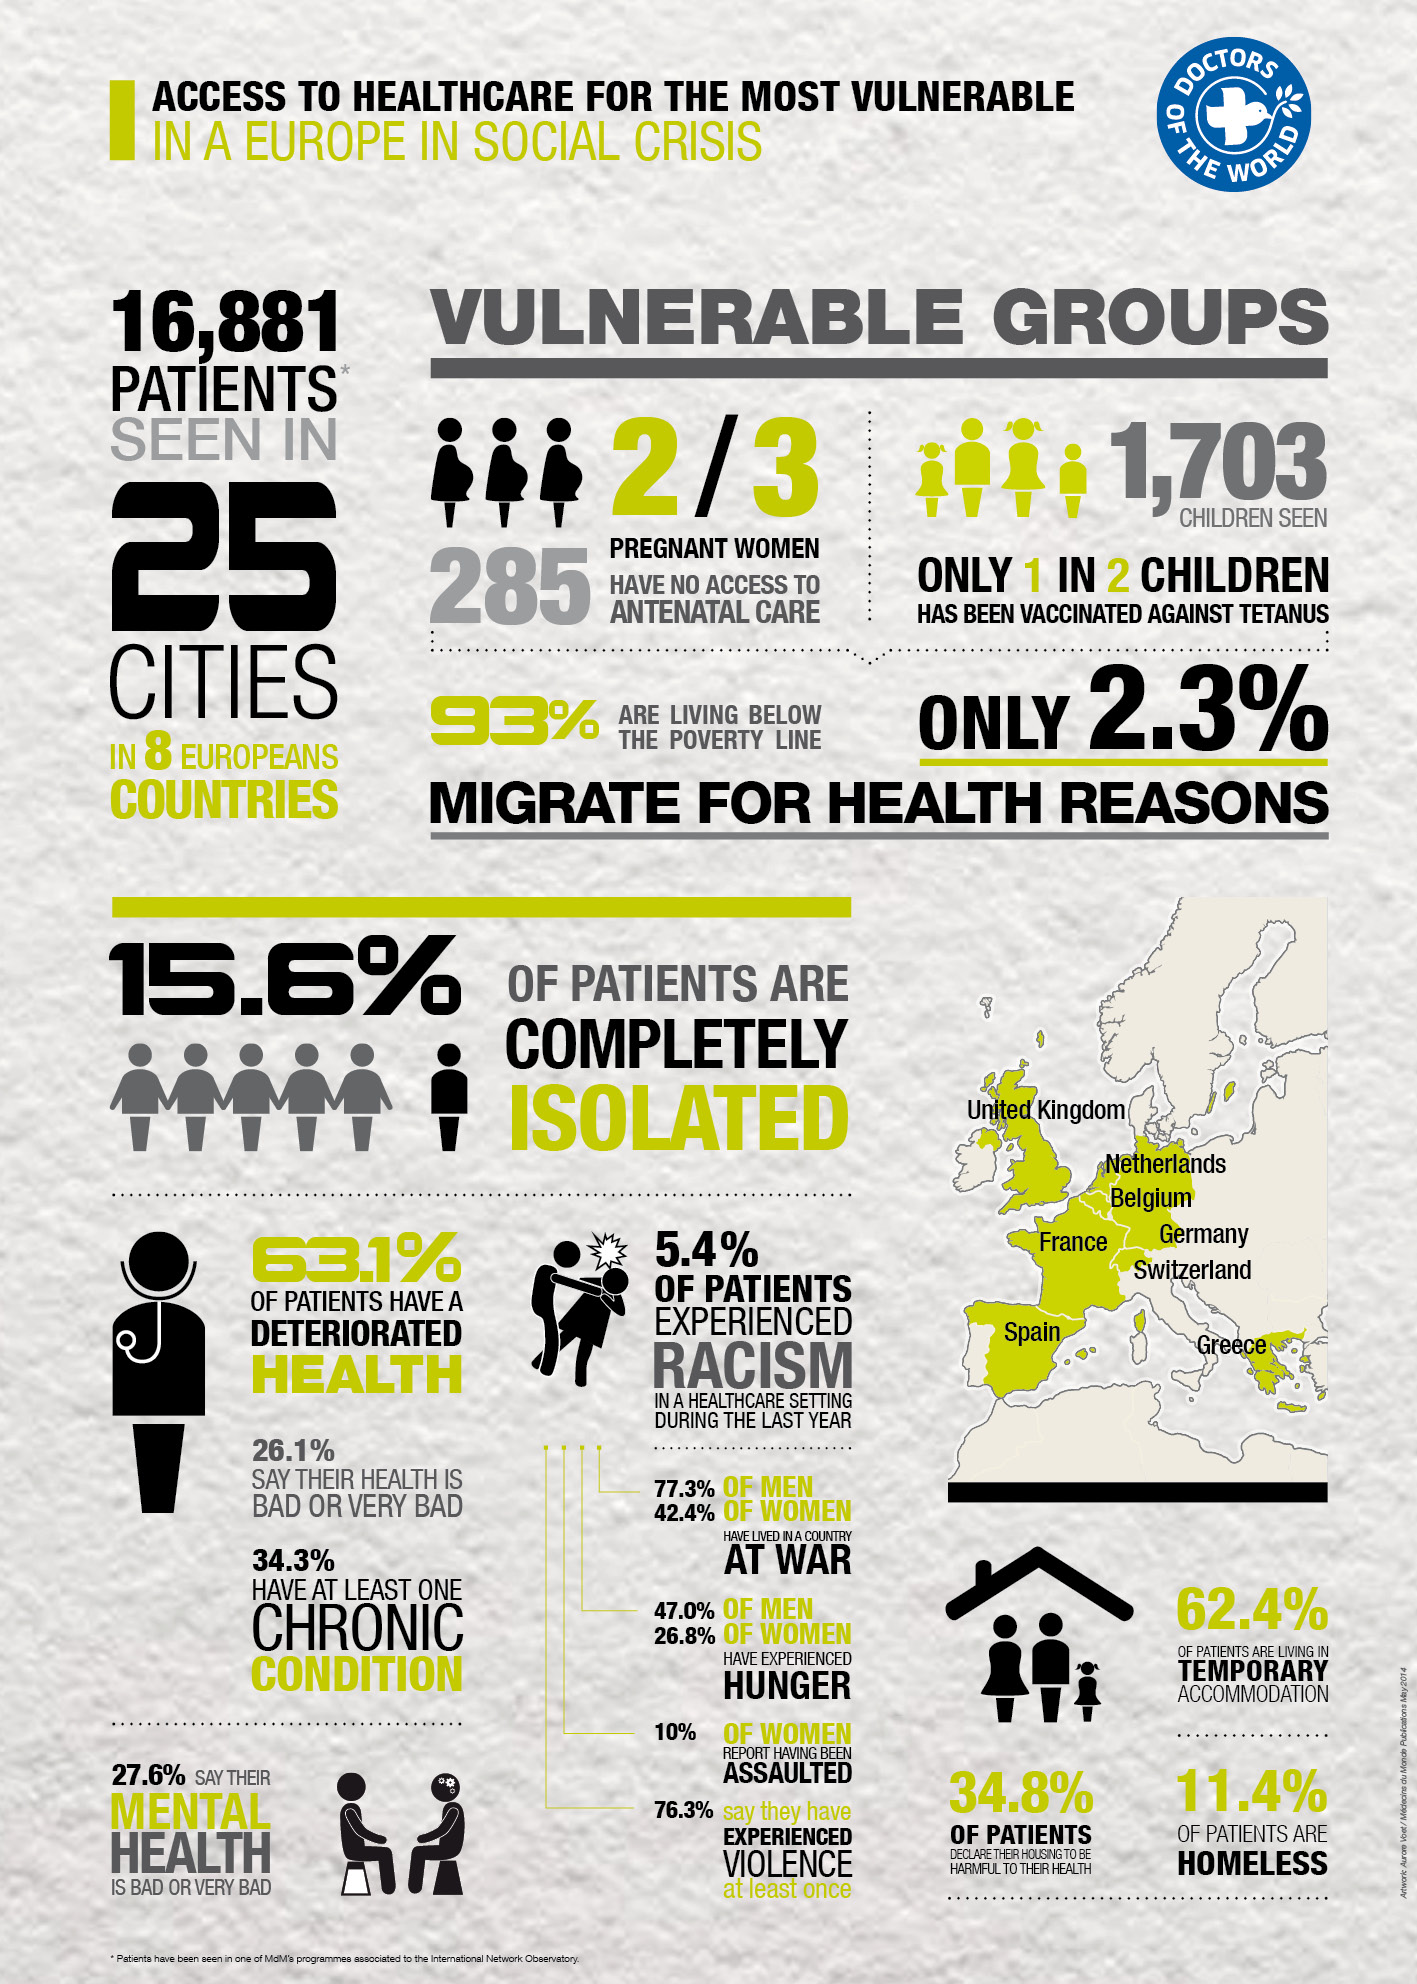 ACCESS TO HEALTHCARE FOR THE MOST VULNERABLE
IN A EUROPE IN SOCIAL CRISIS
DOCTORS OF THE WORLD
16,881
PATIENTS*
SEEN IN
25
CITIES
IN 8 EUROPEANS
COUNTRIES
VULNERABLE GROUPS
2/3
285
PREGNANT WOMEN
HAVE NO ACCESS TO
ANTENATAL CARE
1,703
CHILDREN SEEN
ONLY 1 IN 2 CHILDREN
HAS BEEN VACCINATED AGAINST TETANUS
93%
ARE LIVING BELOW
THE POVERTY LINE
ONLY 2.3%
MIGRATE FOR HEALTH REASONS
15.6%
OF PATIENTS ARE
COMPLETELY
ISOLATED
United Kingdom
Netherlands
Belgium
Germany
France
Switzerland
Spain
Greece
63.1%
OF PATIENTS HAVE A
DETERIORATED
HEALTH
26.1%
SAY THEIR HEALTH IS
BAD OR VERY BAD
34.3%
HAVE AT LEAST ONE
CHRONIC
CONDITION
27.6% SAY THEIR
MENTAL
HEALTH
IS BAD OR VERY BAD
5.4%
OF PATIENTS
EXPERIENCED
RACISM
IN A HEALTHCARE SETTING
DURING THE LAST YEAR
77.3% OF MEN
42.4% OF WOMEN
HAVE LIVED IN A COUNTRY
AT WAR
47.0% OF MEN
26.8% OF WOMEN
HAVE EXPERIENCED
HUNGER
10% OF WOMEN
REPORT HAVING BEEN
ASSAULTED
76.3% say they have
EXPERIENCED
VIOLENCE
at least once
62.4%
OF PATIENTS ARE LIVING IN
TEMPORARY
ACCOMMODATION
34.8%
OF PATIENTS
DECLARE THEIR HOUSING TO BE
HARMFUL TO THEIR HEALTH
11.4%
OF PATIENTS ARE
HOMELESS
Artwork: Aurore Voet / Médecins du Monde Publications May 2014
* Patients have been seen in one of MdM's programmes associated to the International Network Observatory.